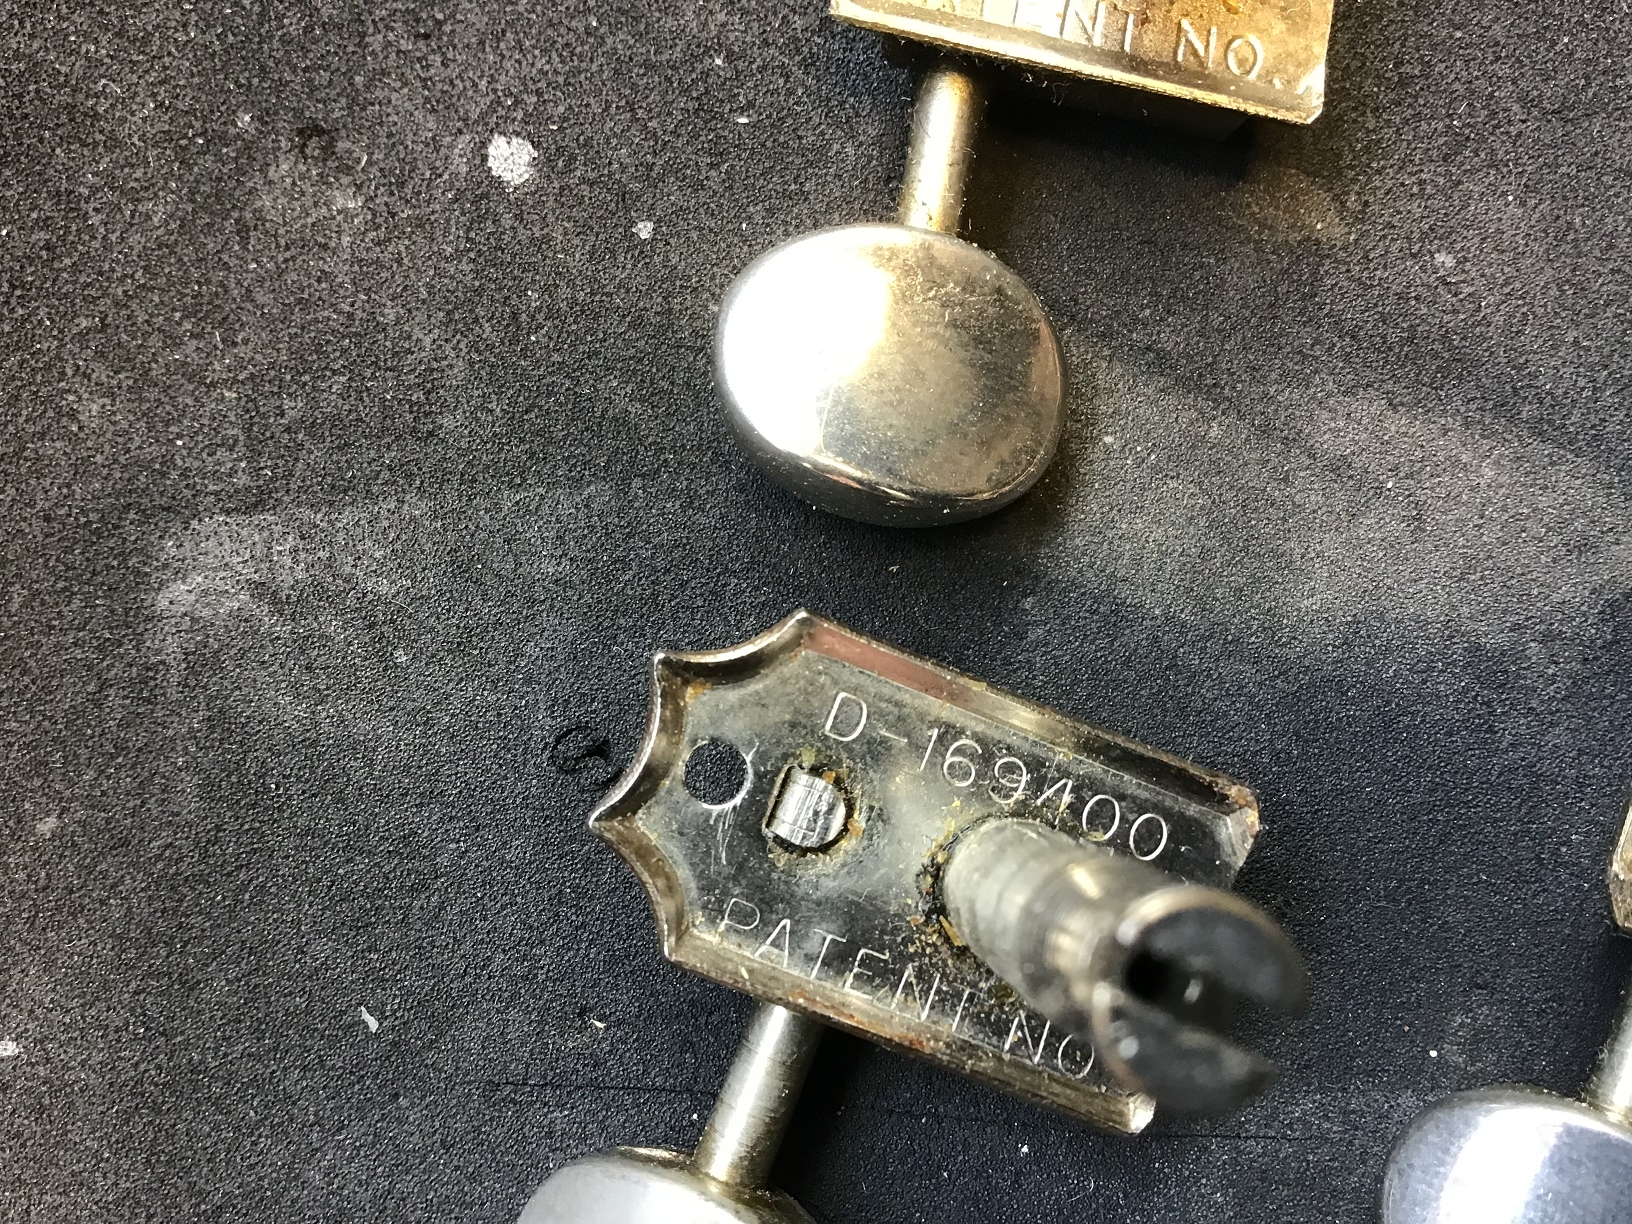 PATENT NO.
D-169400
PATENT NO.